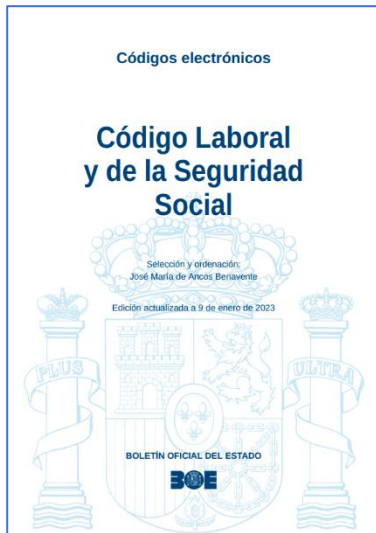 Códigos electrónicos
Código Laboral
y de la Seguridad
Social
Selección y ordenación:
José María de Ancos Benavente
Edición actualizada a 9 de enero de 2023
PLUS
ULTRA
BOLETÍN OFICIAL DEL ESTADO
BOE